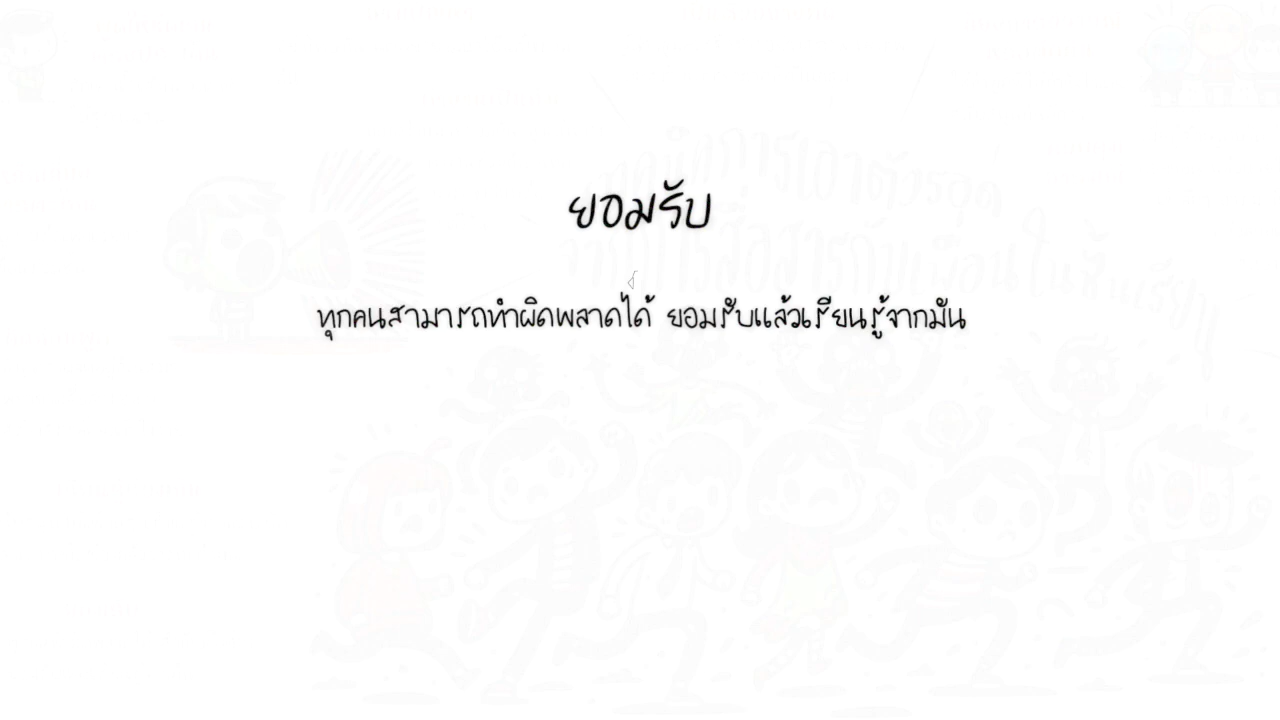 ยอมรับ
ทุกคนสามารถทำผิดพลาดได้ ยอมรับแล้วเรียนรู้จากมัน